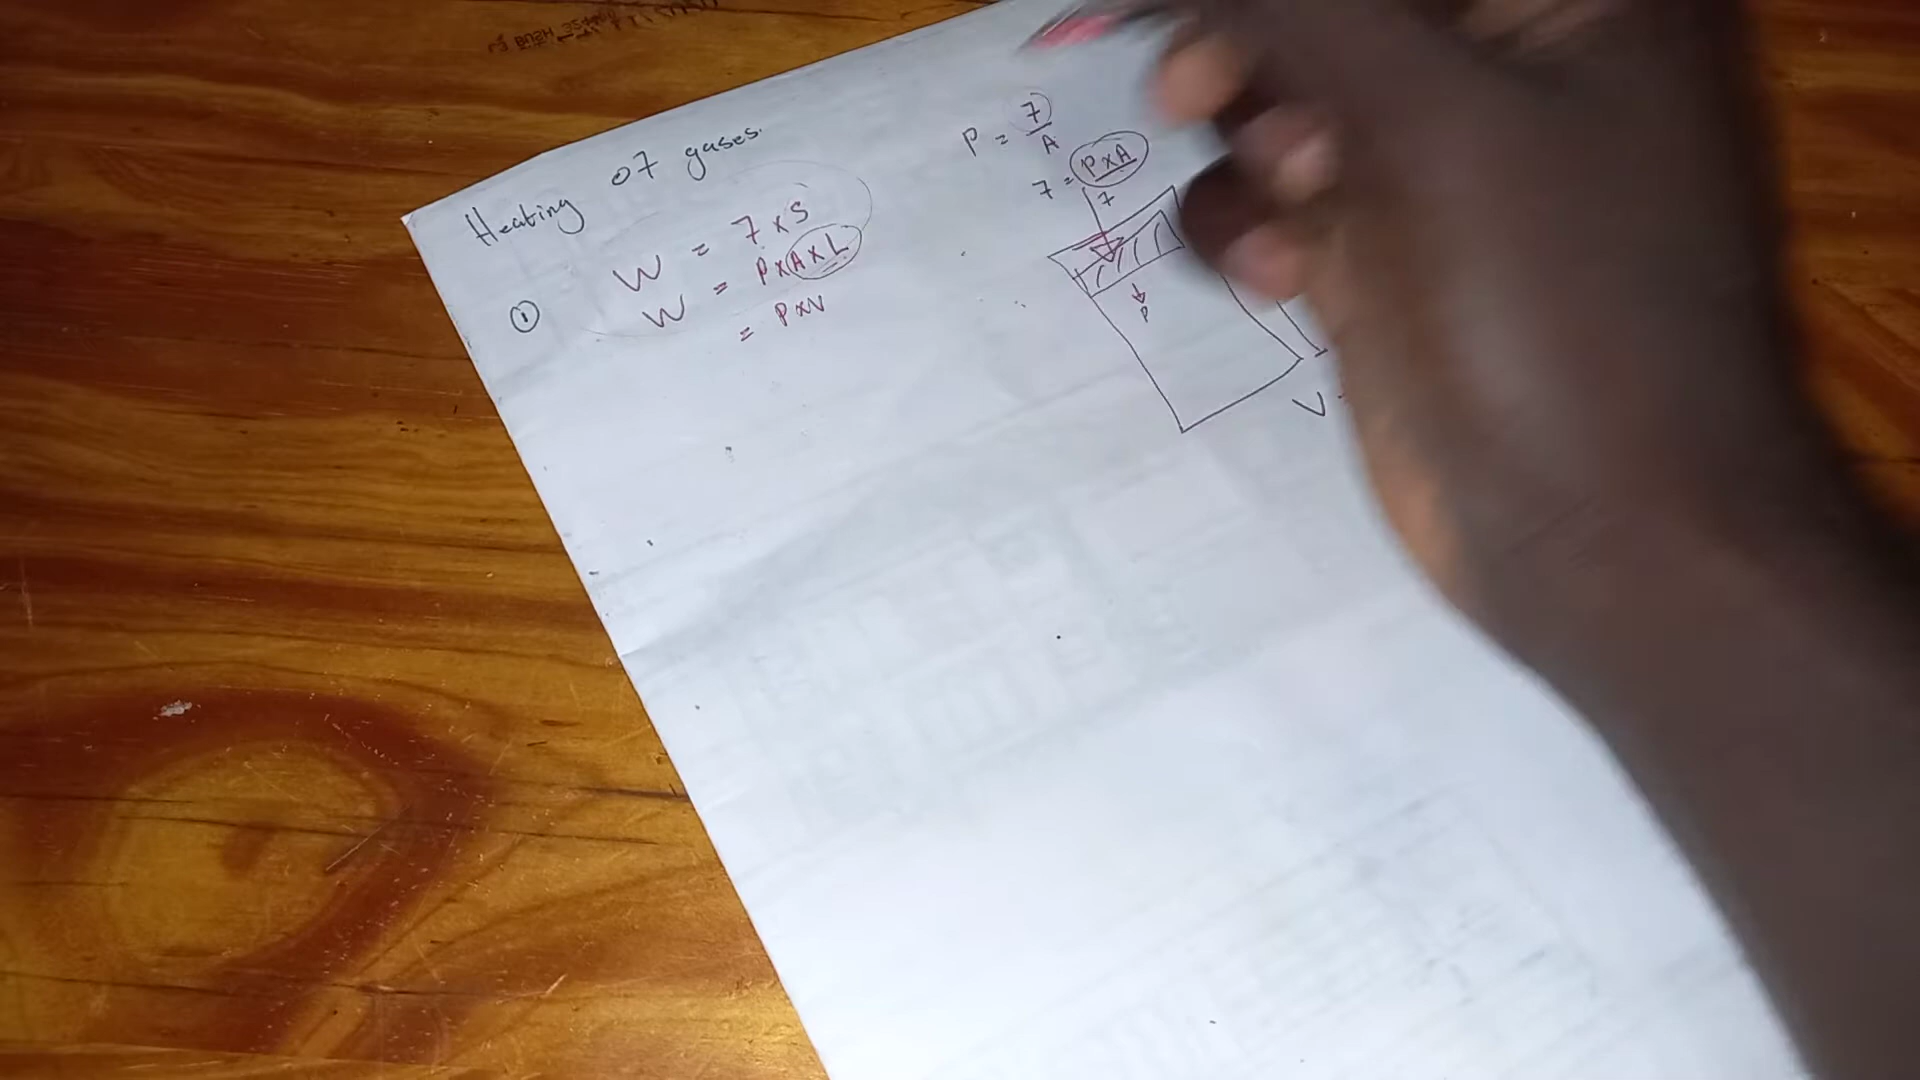 Heating of gases.
① W = F x S
W = P x A x L
= P x V
P = F
A
F = P x A
F
P
V